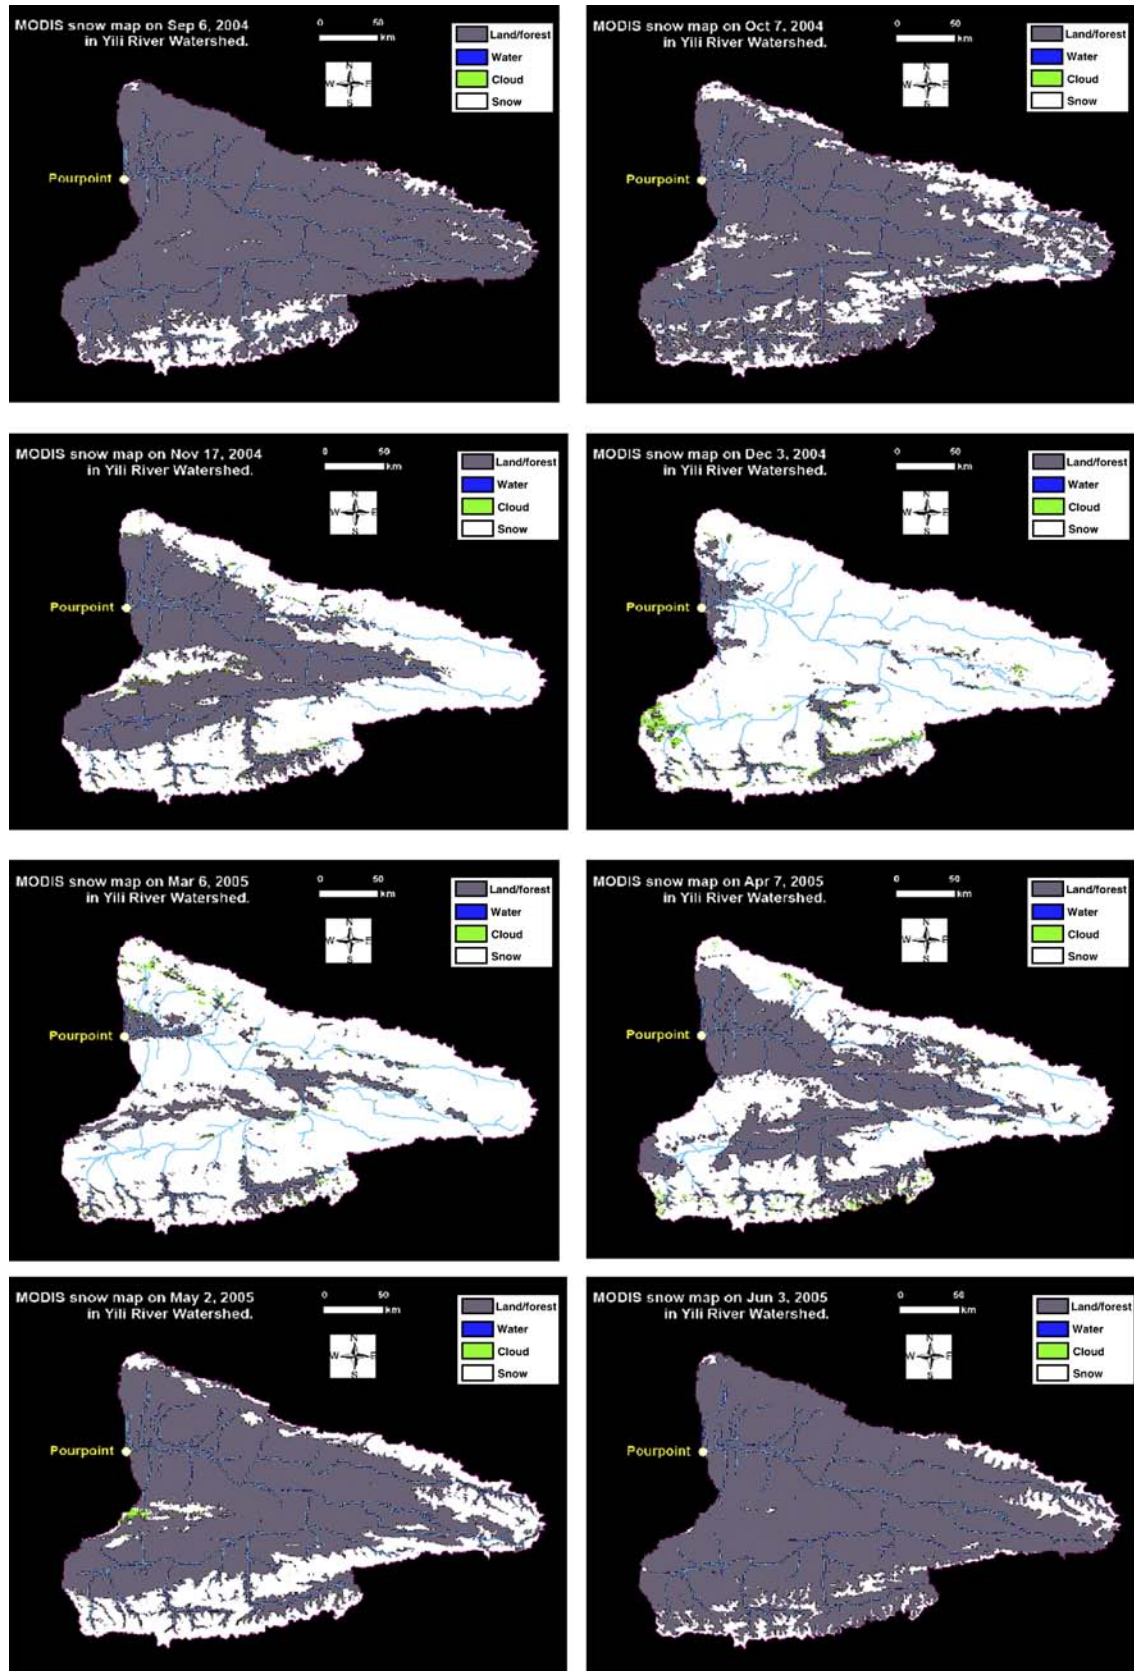 MODIS snow map on Sep 6, 2004
in Yili River Watershed.
0 50
km
N
W E
S
Land/forest
Water
Cloud
Snow
Pourpoint
MODIS snow map on Oct 7, 2004
in Yili River Watershed.
0 50
km
N
W E
S
Land/forest
Water
Cloud
Snow
Pourpoint
MODIS snow map on Nov 17, 2004
in Yili River Watershed.
0 50
km
N
W E
S
Land/forest
Water
Cloud
Snow
Pourpoint
MODIS snow map on Dec 3, 2004
in Yili River Watershed.
0 50
km
N
W E
S
Land/forest
Water
Cloud
Snow
Pourpoint
MODIS snow map on Mar 6, 2005
in Yili River Watershed.
0 50
km
N
W E
S
Land/forest
Water
Cloud
Snow
Pourpoint
MODIS snow map on Apr 7, 2005
in Yili River Watershed.
0 50
km
N
W E
S
Land/forest
Water
Cloud
Snow
Pourpoint
MODIS snow map on May 2, 2005
in Yili River Watershed.
0 50
km
N
W E
S
Land/forest
Water
Cloud
Snow
Pourpoint
MODIS snow map on Jun 3, 2005
in Yili River Watershed.
0 50
km
N
W E
S
Land/forest
Water
Cloud
Snow
Pourpoint